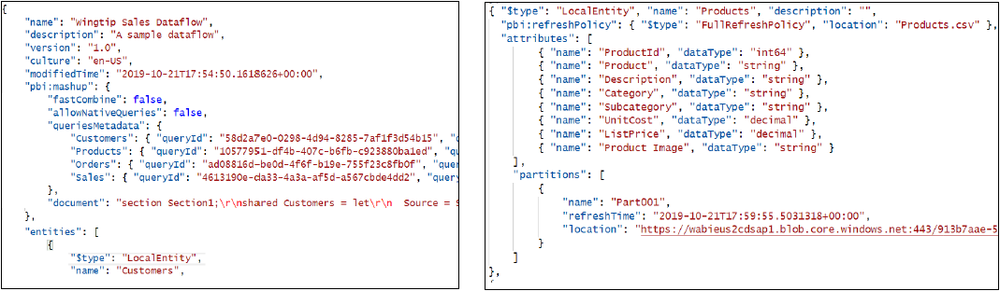 {
"name": "Wingtip Sales Dataflow",
"description": "A sample dataflow",
"version": "1.0",
"culture": "en-US",
"modifiedTime": "2019-10-21T17:54:50.1618626+00:00",
"pbi:mashup": {
"fastCombine": false,
"allowNativeQueries": false,
"queriesMetadata": {
"Customers": { "queryId": "58d2a7e0-0298-4d94-8285-7af1f3d54b15", "
"Products": { "queryId": "10577951-df4b-407c-b6fb-c923880ba1ed", "qu
"Orders": { "queryId": "ad08816d-be0d-4f6f-b19e-755f23c8fb0f", "query
"Sales": { "queryId": "4613190e-da33-4a3a-af5d-a567cbde4dd2", "query
},
"document": "section Section1;\r\nshared Customers = let\r\n  Source = S
},
"entities": [
{
"$type": "LocalEntity",
"name": "Customers",
{ "$type": "LocalEntity", "name": "Products", "description": "",
"pbi:refreshPolicy": { "$type": "FullRefreshPolicy", "location": "Products.csv" },
"attributes": [
{ "name": "ProductId", "dataType": "int64" },
{ "name": "Product", "dataType": "string" },
{ "name": "Description", "dataType": "string" },
{ "name": "Category", "dataType": "string" },
{ "name": "Subcategory", "dataType": "string" },
{ "name": "UnitCost", "dataType": "decimal" },
{ "name": "ListPrice", "dataType": "decimal" },
{ "name": "Product Image", "dataType": "string" }
],
"partitions": [
{
"name": "Part001",
"refreshTime": "2019-10-21T17:59:55.5031318+00:00",
"location": "https://wabieus2cdsap1.blob.core.windows.net:443/913b7aae-5
}
]
},